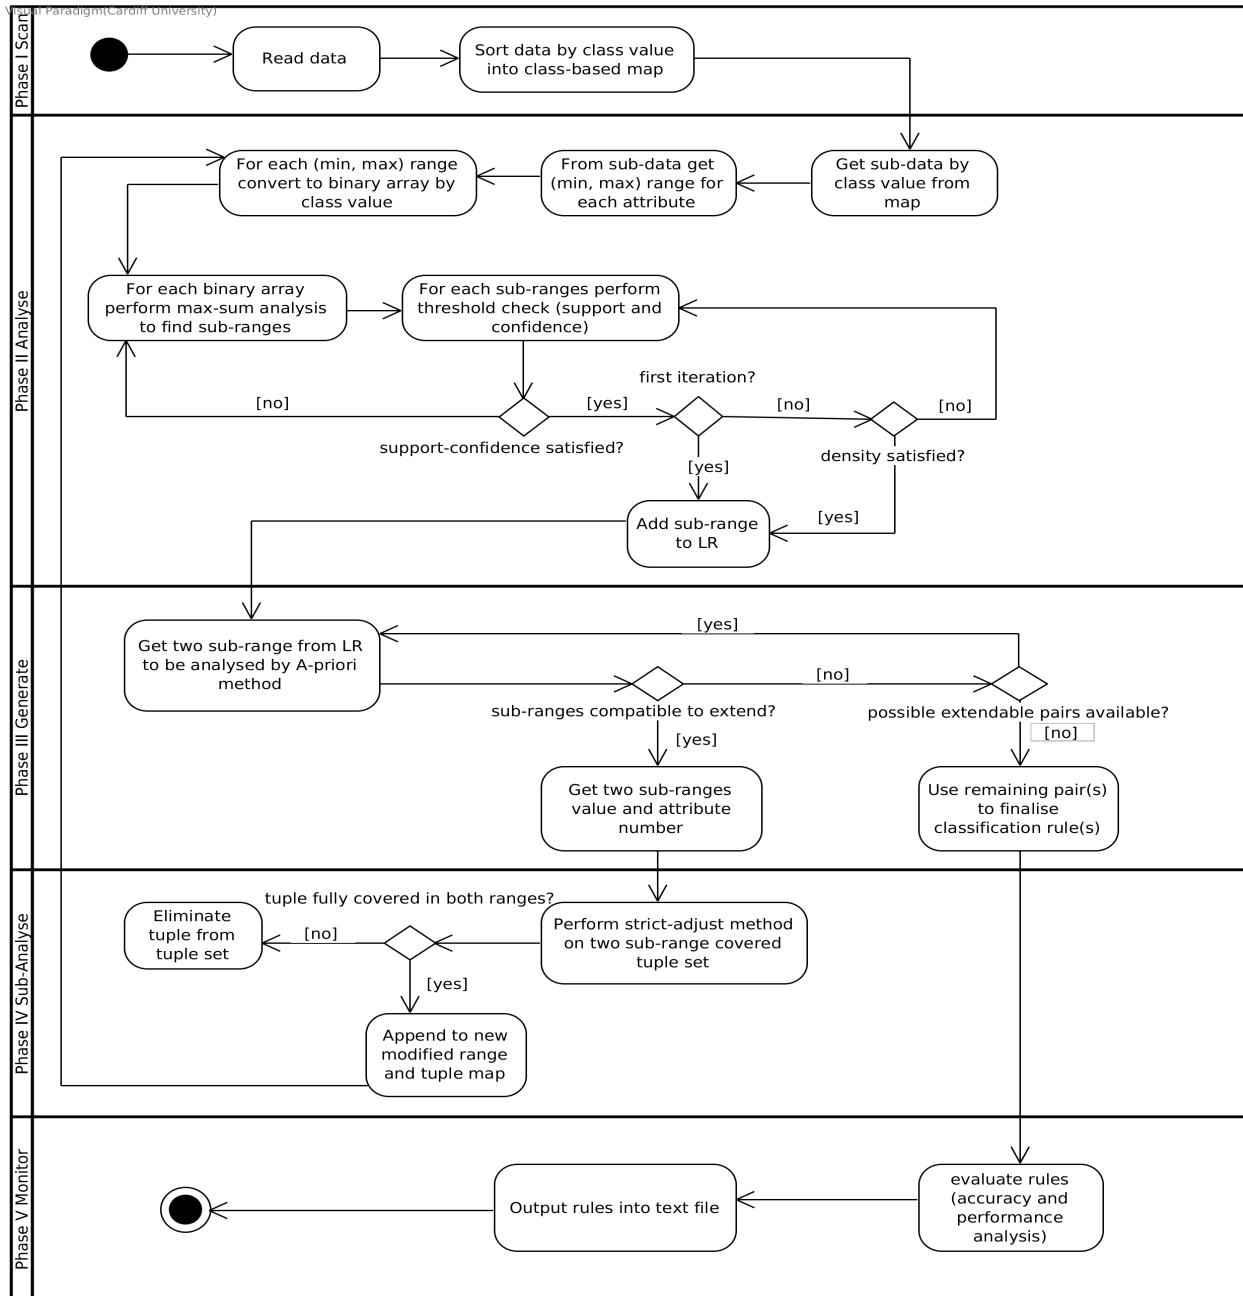 Visual Paradigm(Cardiff University)
Phase I Scan
Read data
Sort data by class value
into class-based map
Phase II Analyse
For each (min, max) range
convert to binary array by
class value
From sub-data get
(min, max) range for
each attribute
Get sub-data by
class value from
map
For each binary array
perform max-sum analysis
to find sub-ranges
For each sub-ranges perform
threshold check (support and
confidence)
first iteration?
[no]
[yes]
[no]
[no]
support-confidence satisfied?
density satisfied?
[yes]
[yes]
Add sub-range
to LR
Phase III Generate
Get two sub-range from LR
to be analysed by A-priori
method
[yes]
[no]
sub-ranges compatible to extend?
possible extendable pairs available?
[yes]
[no]
Get two sub-ranges
value and attribute
number
Use remaining pair(s)
to finalise
classification rule(s)
Phase IV Sub-Analyse
tuple fully covered in both ranges?
Eliminate
tuple from
tuple set
[no]
Perform strict-adjust method
on two sub-range covered
tuple set
[yes]
Append to new
modified range
and tuple map
Phase V Monitor
Output rules into text file
evaluate rules
(accuracy and
performance
analysis)